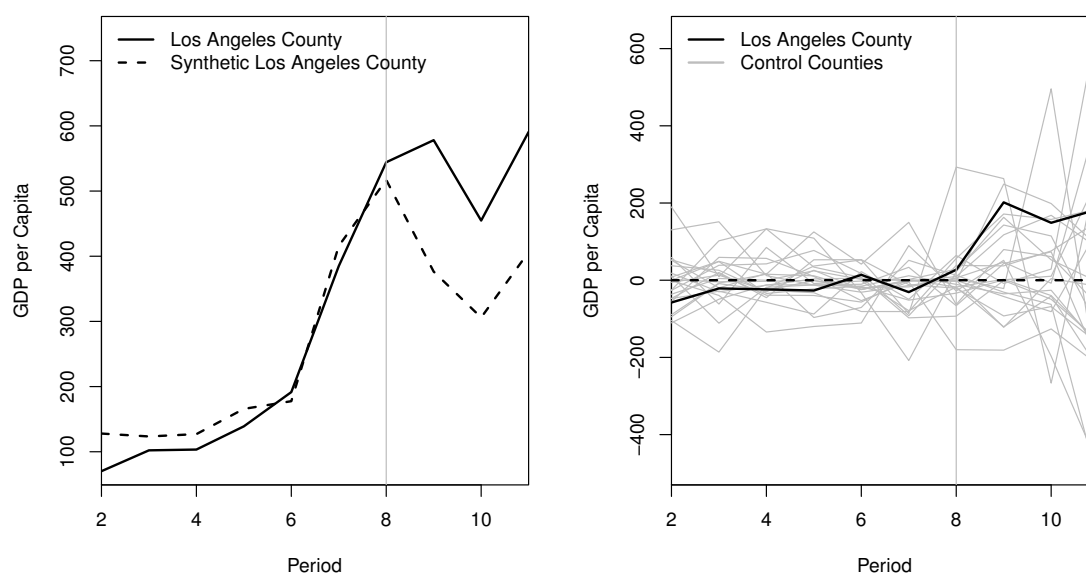 Los Angeles County
Synthetic Los Angeles County
700
600
500
400
300
200
100
GDP per Capita
2 4 6 8 10
Period
Los Angeles County
Control Counties
600
400
200
0
−200
−400
GDP per Capita
2 4 6 8 10
Period